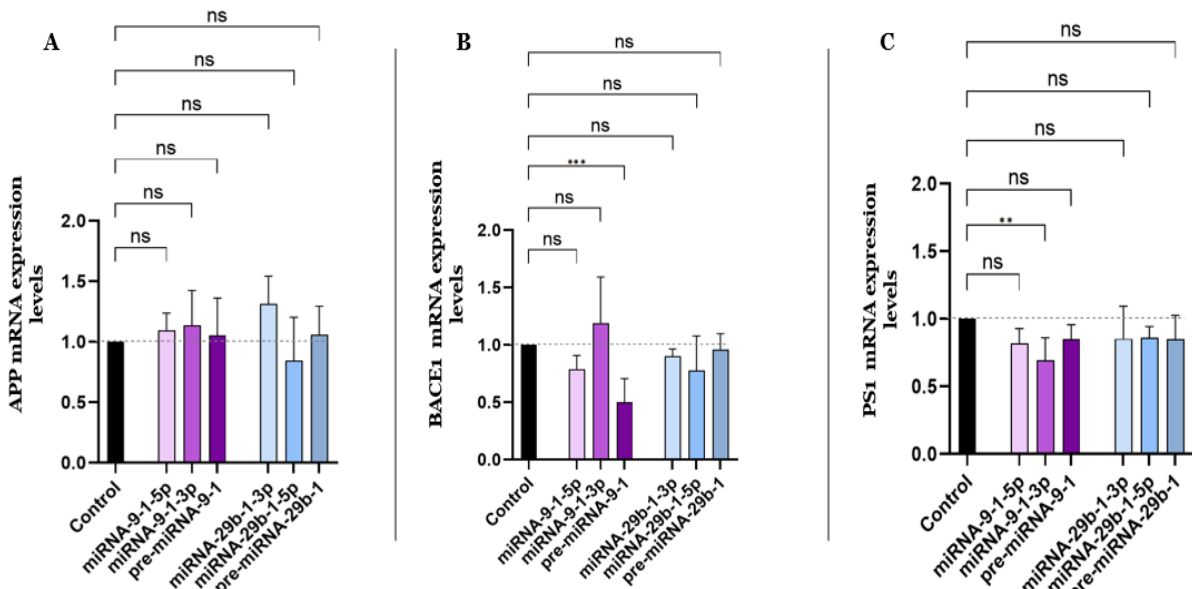 A
ns
ns
ns
ns
ns
ns
APP mRNA expression
levels
2.0
1.5
1.0
0.5
0.0
Control
miRNA-9-1-5p
miRNA-9-1-3p
pre-miRNA-9-1
miRNA-29b-1-3p
miRNA-29b-1-5p
pre-miRNA-29b-1
B
ns
ns
ns
***
ns
ns
BACE1 mRNA expression
levels
2.0
1.5
1.0
0.5
0.0
Control
miRNA-9-1-5p
miRNA-9-1-3p
pre-miRNA-9-1
miRNA-29b-1-3p
miRNA-29b-1-5p
pre-miRNA-29b-1
C
ns
ns
ns
ns
**
ns
PS1 mRNA expression
levels
2.0
1.5
1.0
0.5
0.0
Control
miRNA-9-1-5p
miRNA-9-1-3p
pre-miRNA-9-1
miRNA-29b-1-3p
miRNA-29b-1-5p
pre-miRNA-29b-1